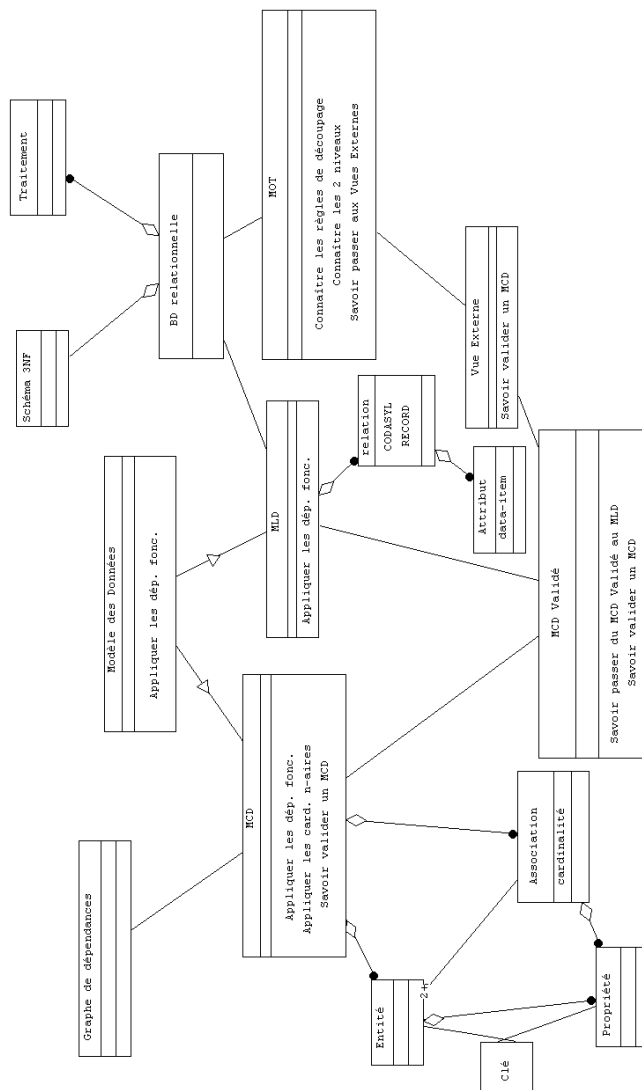 Graphe de dépendances
Modèle des Données
Appliquer les dép. fonc.
Schéma 3NF
Traitement
MCD
Appliquer les dép. fonc.
Appliquer les card. n-aires
Savoir valider un MCD
MLD
Appliquer les dép. fonc.
BD relationnelle
MOT
Connaître les règles de découpage
Connaître les 2 niveaux
Savoir passer aux Vues Externes
relation
CODASYL
RECORD
Entité
2+
Association
cardinalité
Attribut
data-item
Vue Externe
Savoir valider un MCD
Clé
Propriété
MCD Validé
Savoir passer du MCD Validé au MLD
Savoir valider un MCD